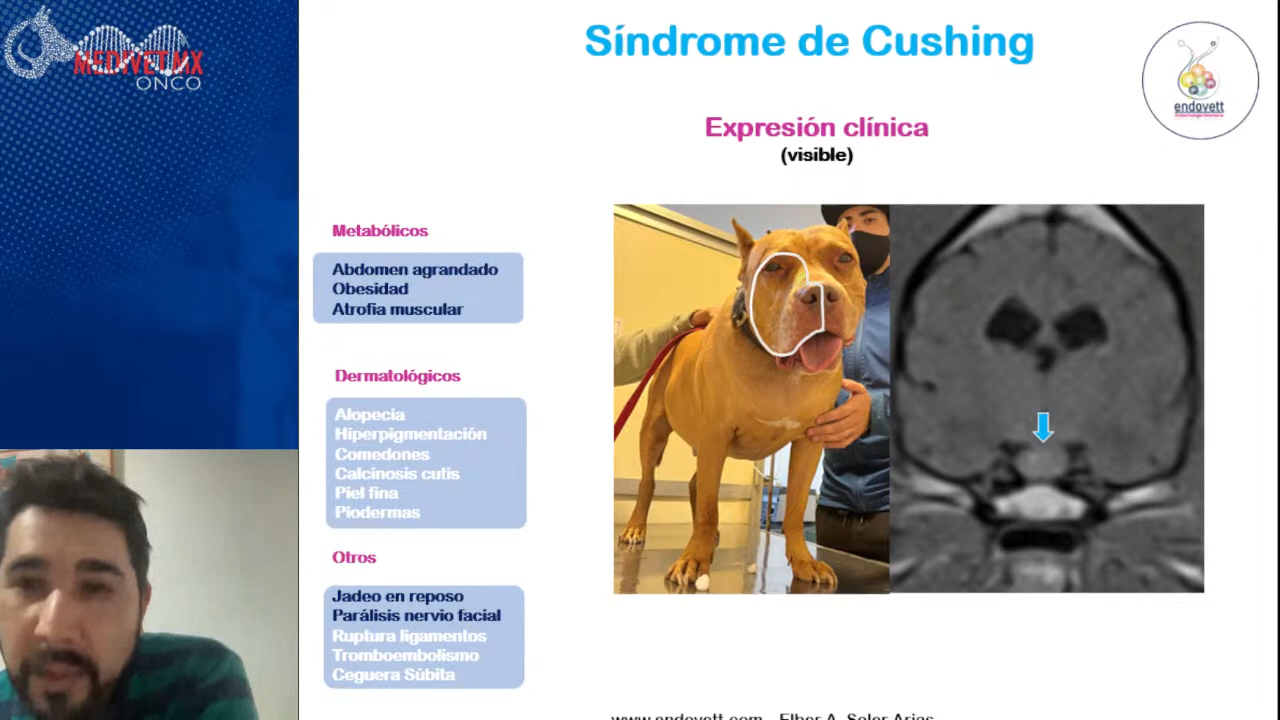 MEDIVET.MX
ONCO
Síndrome de Cushing
endovett
Expresión clínica
(visible)
Metabólicos
Abdomen agrandado
Obesidad
Atrofia muscular
Dermatológicos
Alopecia
Hiperpigmentación
Comedones
Calcinosis cutis
Piel fina
Piodermas
Otros
Jadeo en reposo
Parálisis nervio facial
Ruptura ligamentos
Tromboembolismo
Ceguera Súbita
www.endovett.com - Elber A. Soler Arias